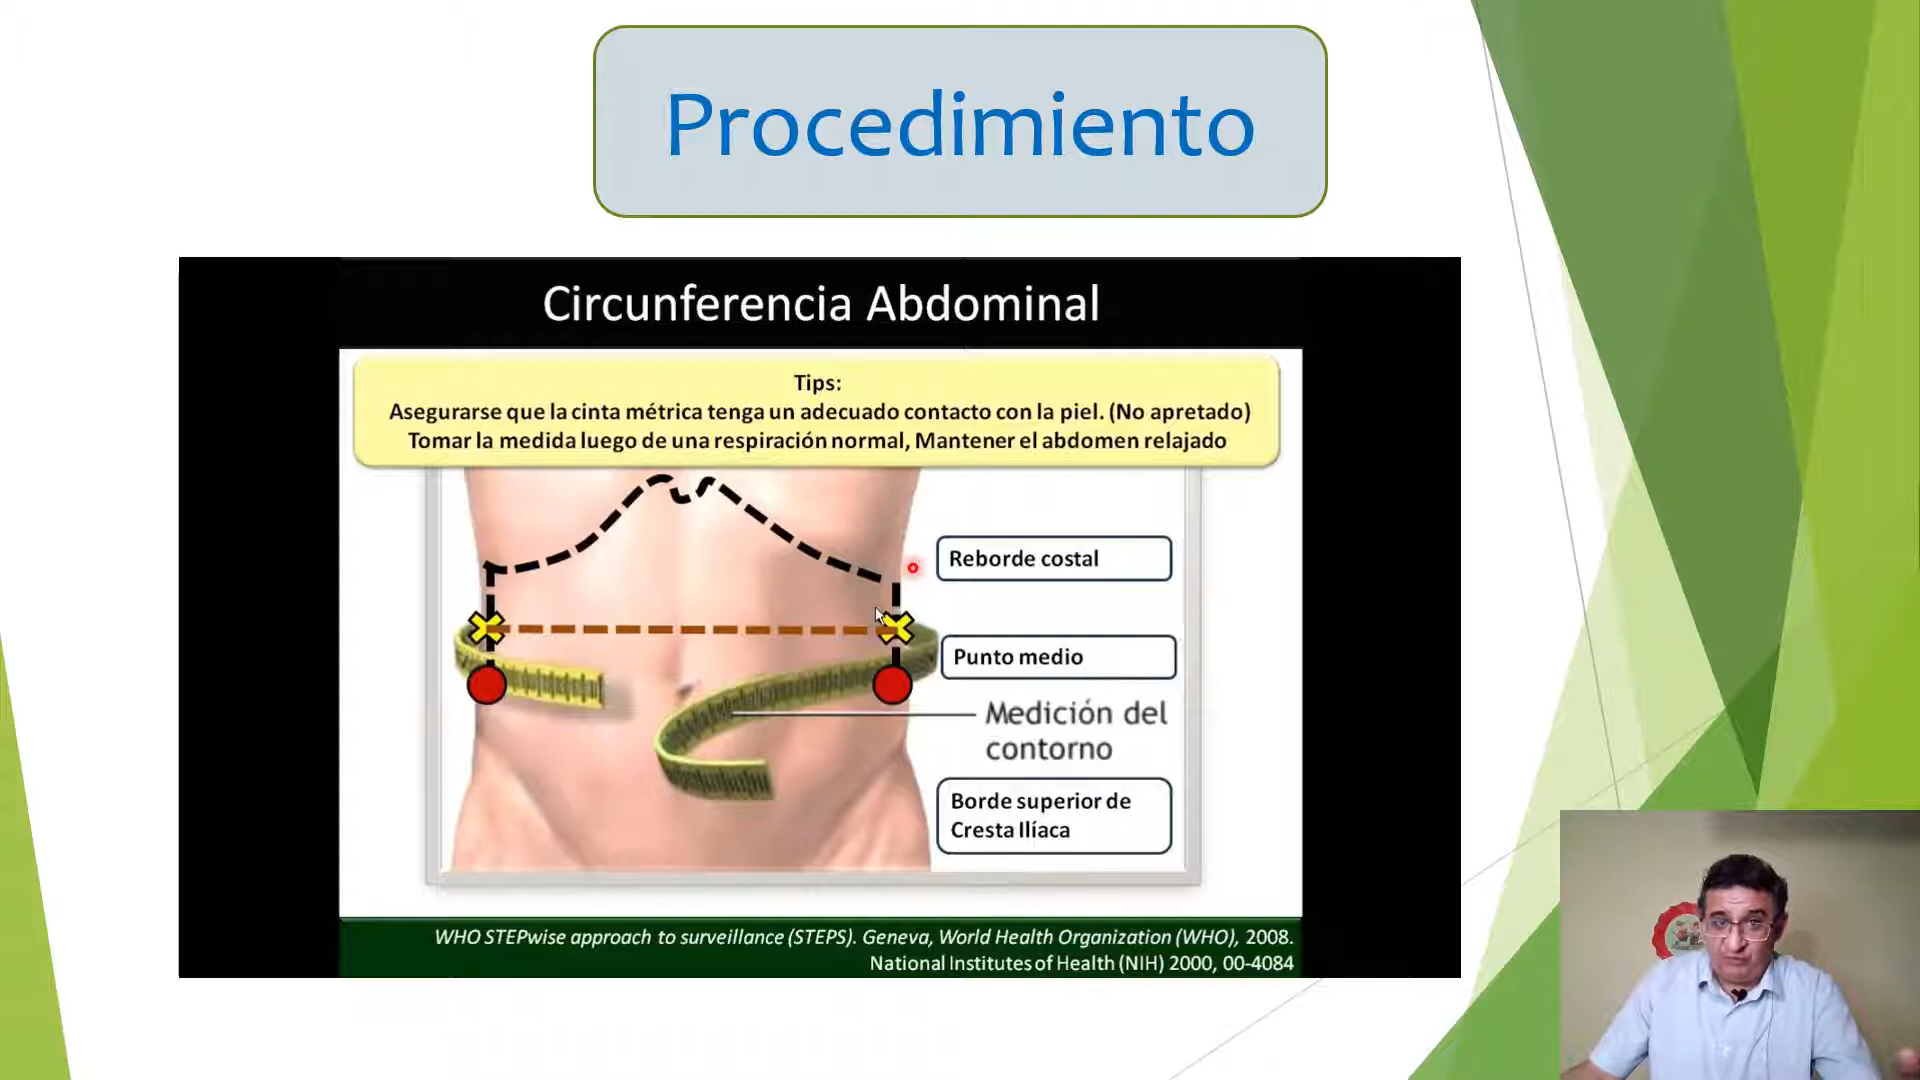 Procedimiento
Circunferencia Abdominal
Tips:
Asegurarse que la cinta métrica tenga un adecuado contacto con la piel. (No apretado)
Tomar la medida luego de una respiración normal, Mantener el abdomen relajado
Reborde costal
Punto medio
Medición del
contorno
Borde superior de
Cresta Ilíaca
WHO STEPwise approach to surveillance (STEPS). Geneva, World Health Organization (WHO), 2008.
National Institutes of Health (NIH) 2000, 00-4084